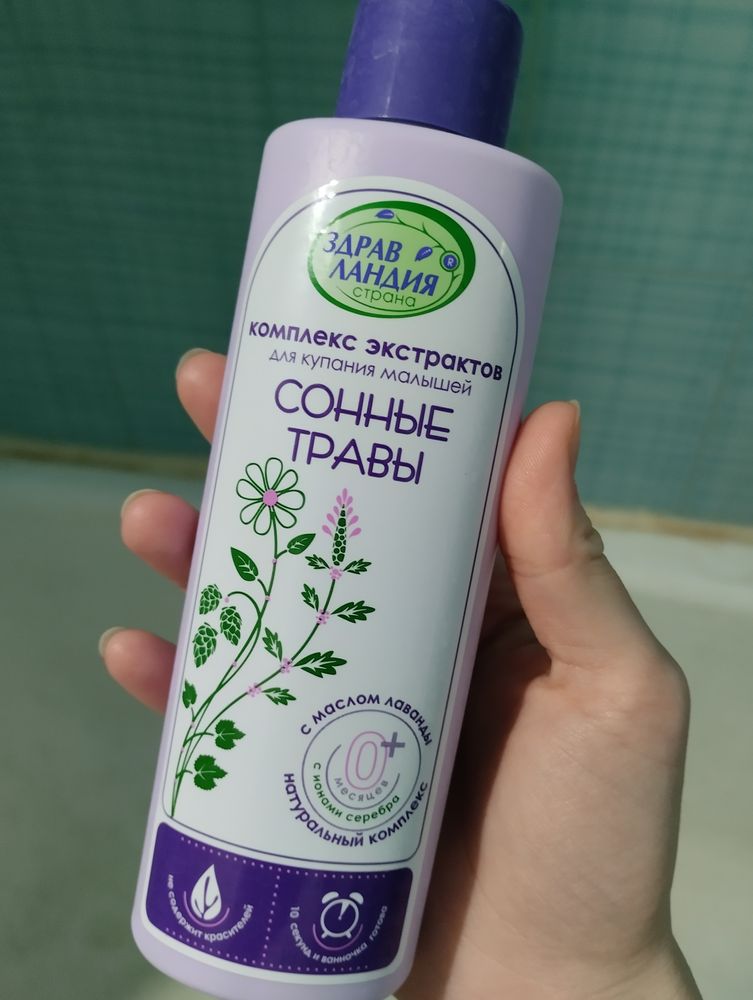 ЗДРАВ
ЛАНДИЯ
®
страна
комплекс экстрактов
для купания малышей
СОННЫЕ
ТРАВЫ
с маслом лаванды
0+
месяцев
с ионами серебра
натуральный комплекс
не содержит красителей
10 секунд и ванночка готова